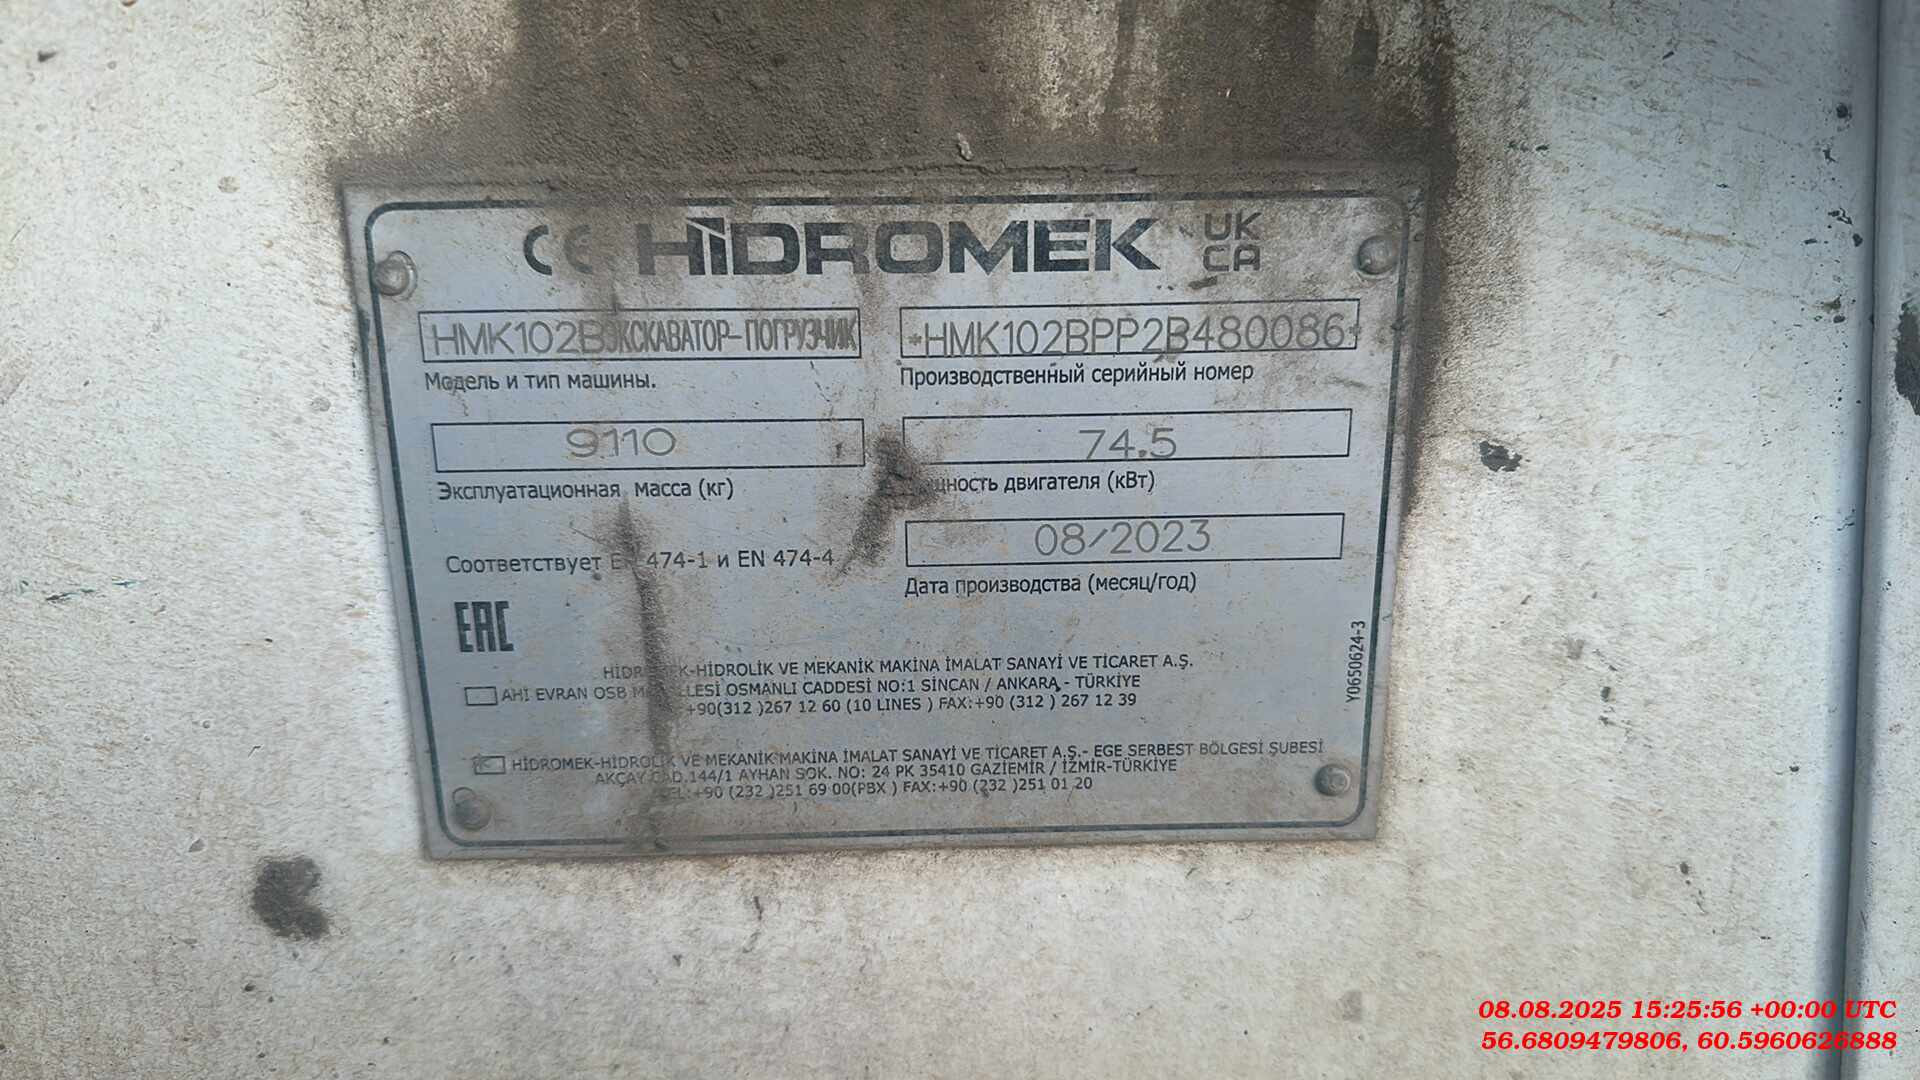 CE HİDROMEK UK CA
HMK102B ЭКСКАВАТОР-ПОГРУЗЧИК
*HMK102BPP2B480086*
Модель и тип машины.
Производственный серийный номер
9110
74.5
Эксплуатационная масса (кг)
двигателя (кВт)
08/2023
Соответствует EN 474-1 и EN 474-4
Дата производства (месяц/год)
EAC
Y0650624-3
HİDROMEK-HİDROLİK VE MEKANİK MAKİNA İMALAT SANAYİ VE TİCARET A.Ş.
AHİ EVRAN OSB OSMANLI CADDESİ NO:1 SİNCAN / ANKARA - TÜRKİYE
+90(312 )267 12 60 (10 LINES ) FAX:+90 (312 ) 267 12 39
HİDROMEK-HİDROLİK VE MEKANİK MAKİNA İMALAT SANAYİ VE TİCARET A.Ş.- EGE SERBEST BÖLGESİ ŞUBESİ
AKÇAY CAD.144/1 AYHAN SOK. NO: 24 PK 35410 GAZİEMİR / İZMİR-TÜRKİYE
TEL:+90 (232 )251 69 00(PBX ) FAX:+90 (232 )251 01 20
08.08.2025 15:25:56 +00:00 UTC
56.6809479806, 60.5960626888